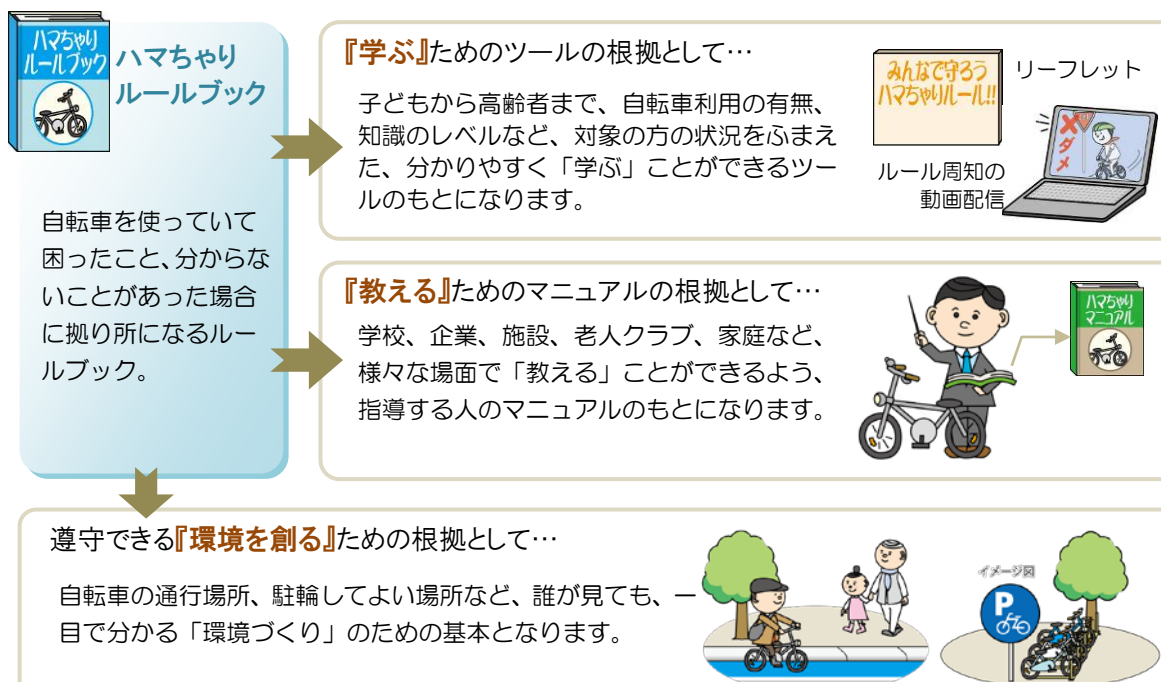 ハマちゃり
ルールブック
ハマちゃり
ルールブック
自転車を使っていて
困ったこと、分からな
いことがあった場合
に拠り所になるルー
ルブック。
『学ぶ』ためのツールの根拠として…
子どもから高齢者まで、自転車利用の有無、
知識のレベルなど、対象の方の状況をふまえ
た、分かりやすく「学ぶ」ことができるツー
ルのもとになります。
みんなで守ろう
ハマちゃりルール!!
リーフレット
ダメ
ルール周知の
動画配信
『教える』ためのマニュアルの根拠として…
学校、企業、施設、老人クラブ、家庭など、
様々な場面で「教える」ことができるよう、
指導する人のマニュアルのもとになります。
ハマちゃり
マニュアル
遵守できる『環境を創る』ための根拠として…
自転車の通行場所、駐輪してよい場所など、誰が見ても、一
目で分かる「環境づくり」のための基本となります。
イメージ図
P